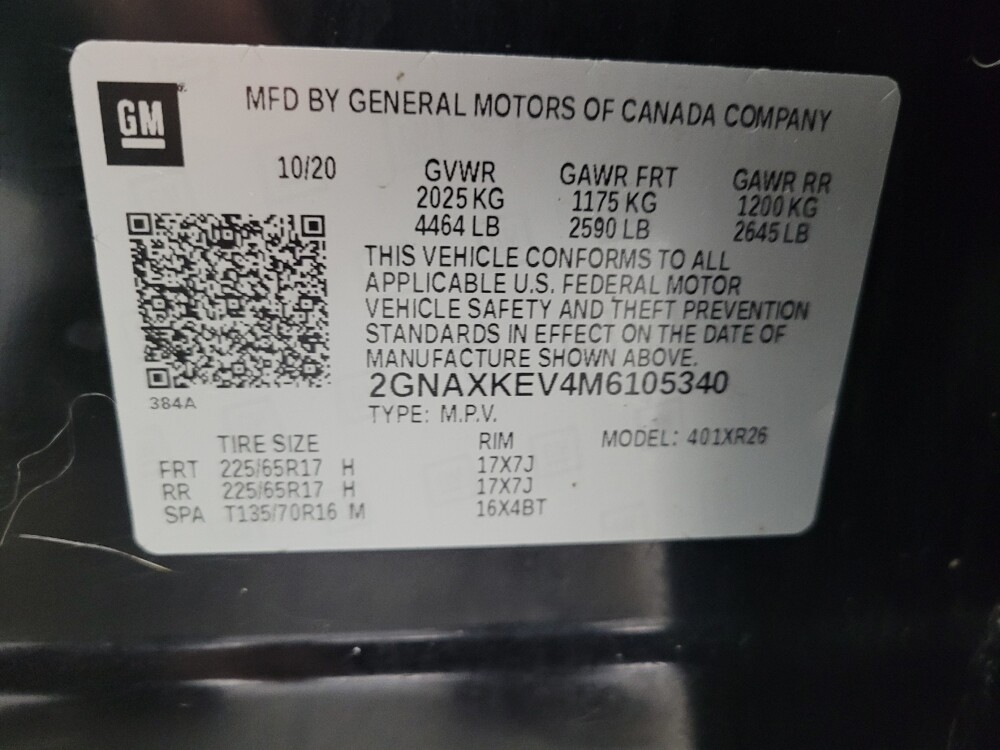 GM
MFD BY GENERAL MOTORS OF CANADA COMPANY
10/20 GVWR GAWR FRT GAWR RR
2025 KG 1175 KG 1200 KG
4464 LB 2590 LB 2645 LB
THIS VEHICLE CONFORMS TO ALL
APPLICABLE U.S. FEDERAL MOTOR
VEHICLE SAFETY AND THEFT PREVENTION
STANDARDS IN EFFECT ON THE DATE OF
MANUFACTURE SHOWN ABOVE.
2GNAXKEV4M6105340
384A
TYPE: M.P.V.
TIRE SIZE RIM MODEL: 401XR26
FRT 225/65R17 H 17X7J
RR 225/65R17 H 17X7J
SPA T135/70R16 M 16X4BT